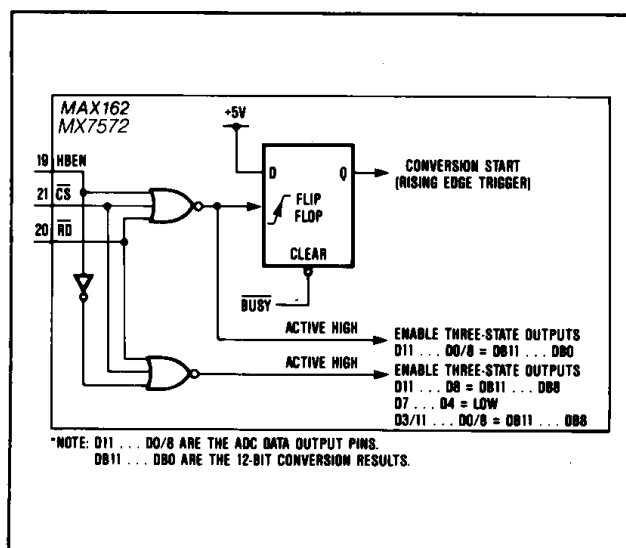 MAX162
MX7572
+5V
19 HBEN
21 C̅S̅
20 R̅D̅
D
Q
FLIP
FLOP
CLEAR
B̅U̅S̅Y̅
CONVERSION START
(RISING EDGE TRIGGER)
ACTIVE HIGH
ENABLE THREE-STATE OUTPUTS
D11 ... D0/8 = DB11 ... DB0
ACTIVE HIGH
ENABLE THREE-STATE OUTPUTS
D11 ... D8 = DB11 ... DB8
D7 ... D4 = LOW
D3/11 ... D0/8 = DB11 ... DB8
*NOTE: D11 ... D0/8 ARE THE ADC DATA OUTPUT PINS.
DB11 ... DB0 ARE THE 12-BIT CONVERSION RESULTS.